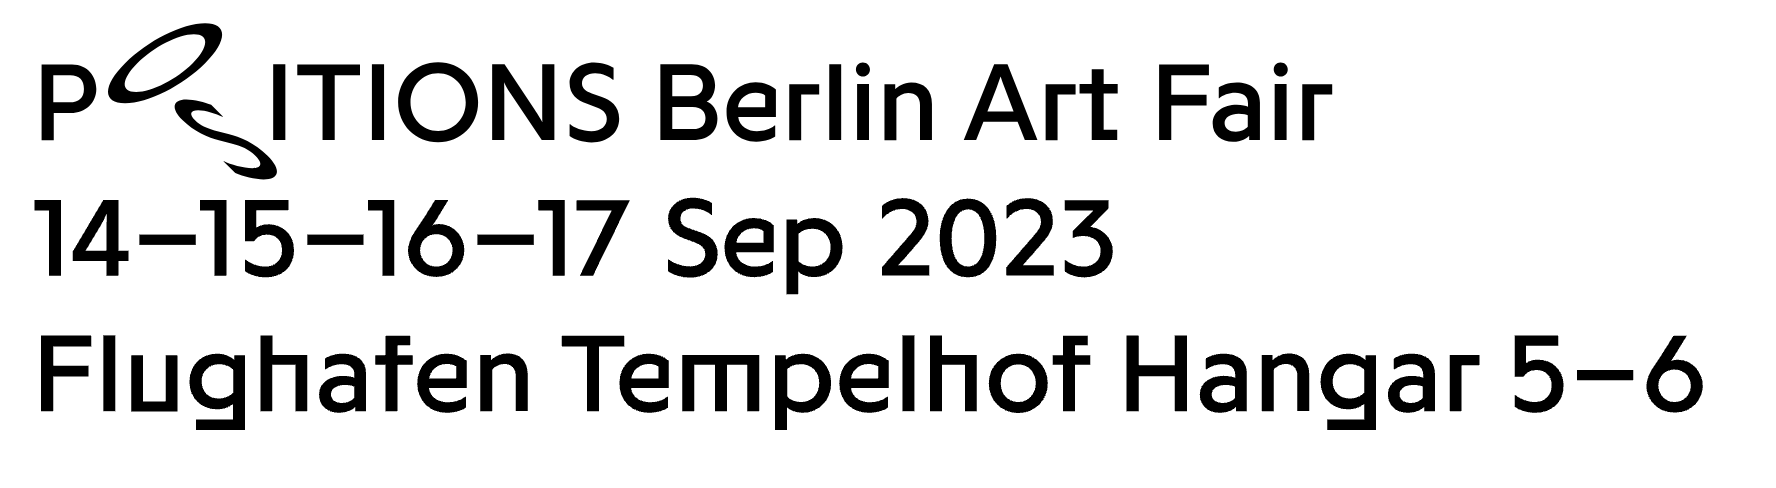 POSITIONS Berlin Art Fair
14–15–16–17 Sep 2023
Flughafen Tempelhof Hangar 5–6